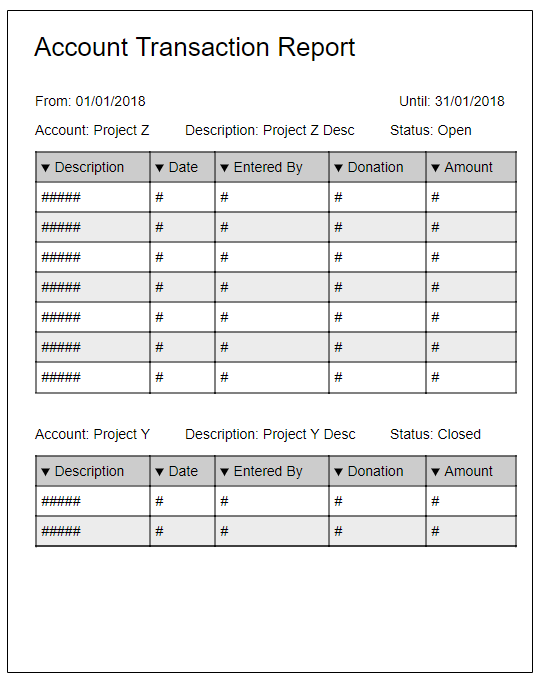 Account Transaction Report
From: 01/01/2018 Until: 31/01/2018
Account: Project Z Description: Project Z Desc Status: Open
▼ Description ▼ Date ▼ Entered By ▼ Donation ▼ Amount
##### # # # #
##### # # # #
##### # # # #
##### # # # #
##### # # # #
##### # # # #
##### # # # #
Account: Project Y Description: Project Y Desc Status: Closed
▼ Description ▼ Date ▼ Entered By ▼ Donation ▼ Amount
##### # # # #
##### # # # #